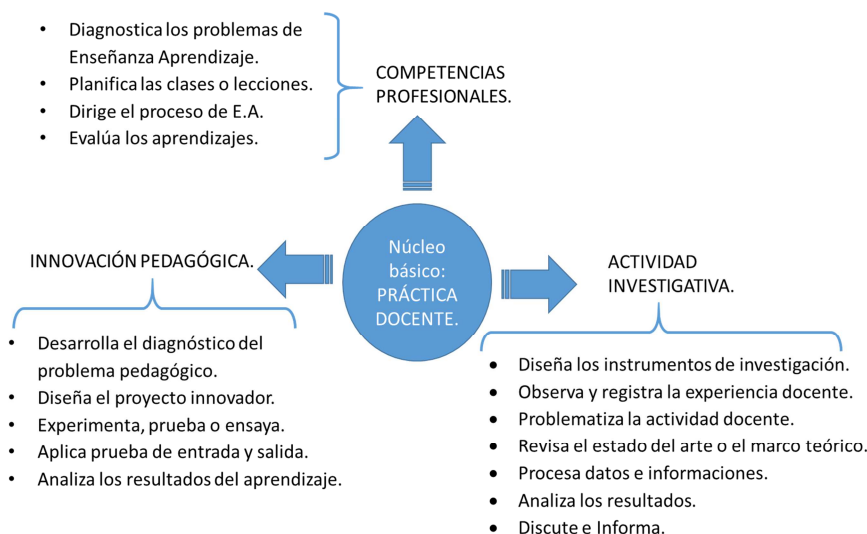 • Diagnostica los problemas de
Enseñanza Aprendizaje.
• Planifica las clases o lecciones.
• Dirige el proceso de E.A.
• Evalúa los aprendizajes.
COMPETENCIAS
PROFESIONALES.
Núcleo
básico:
PRÁCTICA
DOCENTE.
INNOVACIÓN PEDAGÓGICA.
• Desarrolla el diagnóstico del
problema pedagógico.
• Diseña el proyecto innovador.
• Experimenta, prueba o ensaya.
• Aplica prueba de entrada y salida.
• Analiza los resultados del aprendizaje.
ACTIVIDAD
INVESTIGATIVA.
• Diseña los instrumentos de investigación.
• Observa y registra la experiencia docente.
• Problematiza la actividad docente.
• Revisa el estado del arte o el marco teórico.
• Procesa datos e informaciones.
• Analiza los resultados.
• Discute e Informa.